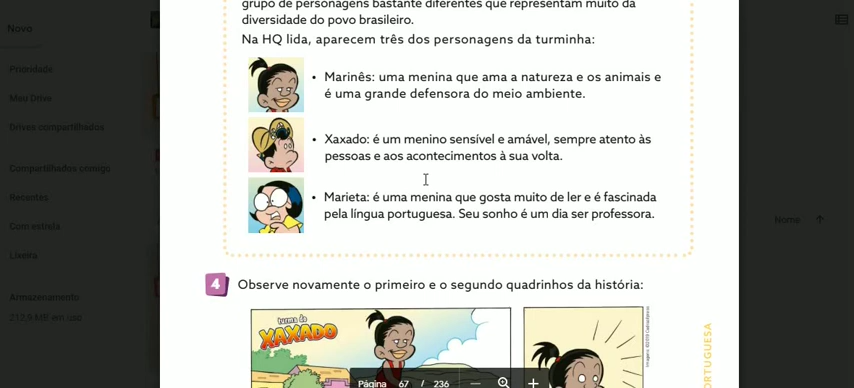 grupo de personagens bastante diferentes que representam muito da
diversidade do povo brasileiro.
Na HQ lida, aparecem três dos personagens da turminha:
• Marinês: uma menina que ama a natureza e os animais e
é uma grande defensora do meio ambiente.
• Xaxado: é um menino sensível e amável, sempre atento às
pessoas e aos acontecimentos à sua volta.
• Marieta: é uma menina que gosta muito de ler e é fascinada
pela língua portuguesa. Seu sonho é um dia ser professora.
4 Observe novamente o primeiro e o segundo quadrinhos da história:
turma do
XAXADO
Página 67 / 236
RTUGUESA
Novo
Prioridade
Meu Drive
Drives compartilhados
Compartilhados comigo
Recentes
Com estrela
Lixeira
Armazenamento
212,9 MB em uso
Nome